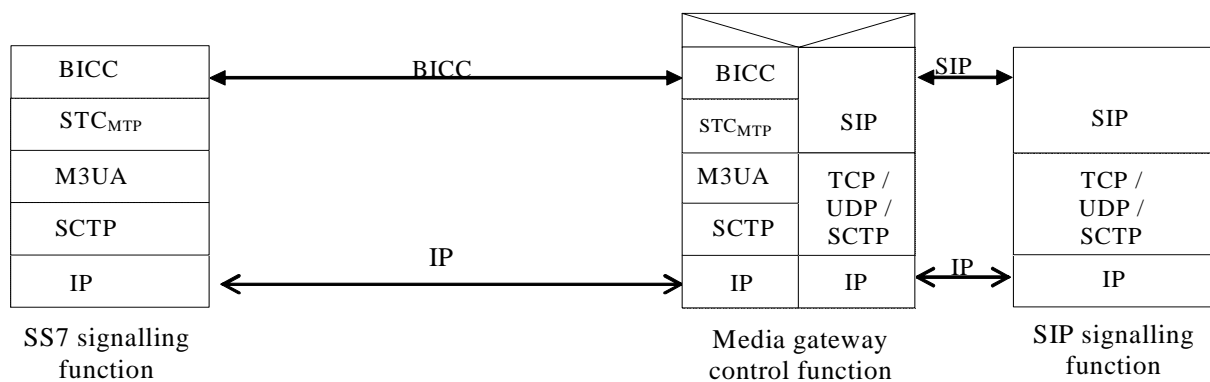 BICC
STCMTP
M3UA
SCTP
IP
SS7 signalling
function
BICC
IP
BICC
STCMTP
M3UA
SCTP
IP
SIP
TCP /
UDP /
SCTP
IP
Media gateway
control function
SIP
IP
SIP
TCP /
UDP /
SCTP
IP
SIP signalling
function